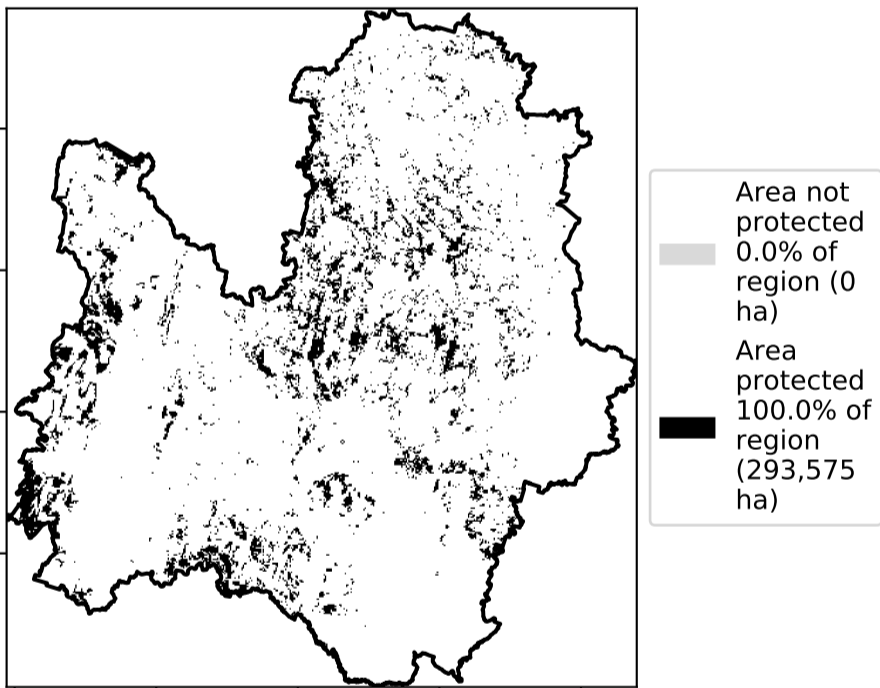 Area not
protected
0.0% of
region (0
ha)
Area
protected
100.0% of
region
(293,575
ha)